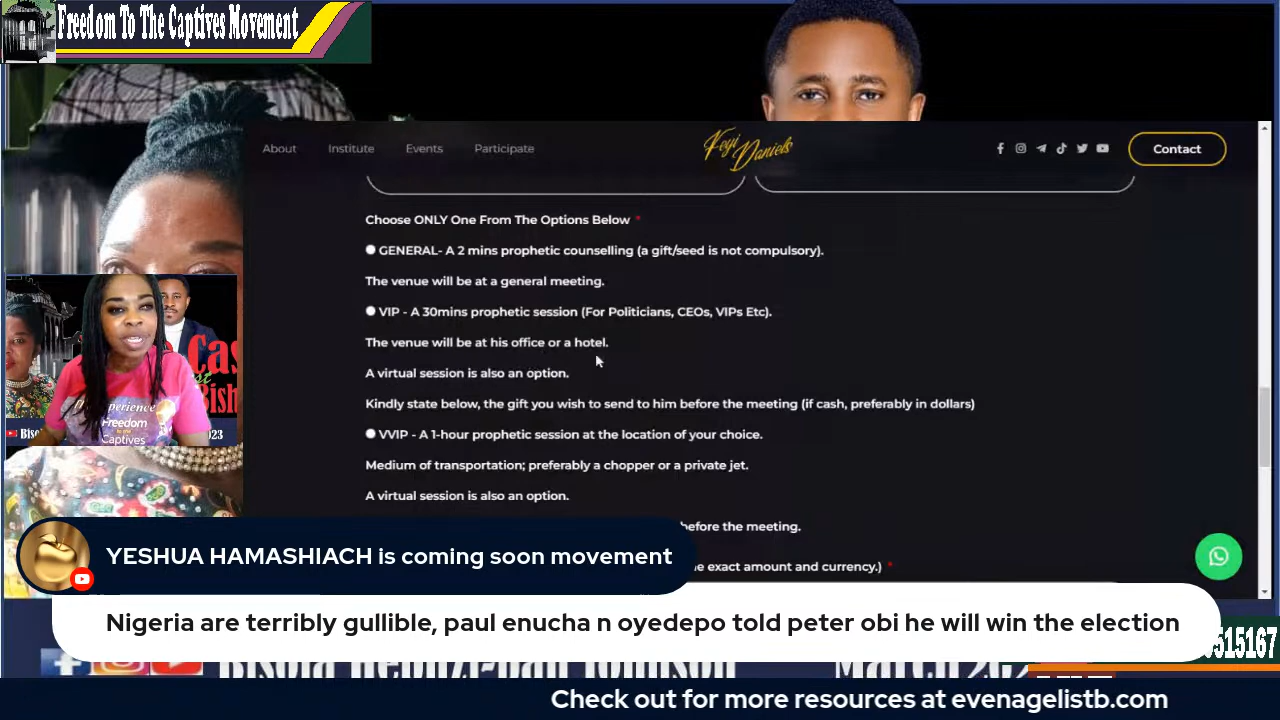 Freedom To The Captives Movement
About
Institute
Events
Participate
Feyi Daniels
Contact
Choose ONLY One From The Options Below *
GENERAL- A 2 mins prophetic counselling (a gift/seed is not compulsory).
The venue will be at a general meeting.
VIP - A 30mins prophetic session (For Politicians, CEOs, VIPs Etc).
The venue will be at his office or a hotel.
A virtual session is also an option.
Kindly state below, the gift you wish to send to him before the meeting (if cash, preferably in dollars)
VVIP - A 1-hour prophetic session at the location of your choice.
Medium of transportation; preferably a chopper or a private jet.
A virtual session is also an option.
before the meeting.
exact amount and currency.) *
Freedom
Captives
YESHUA HAMASHIACH is coming soon movement
Nigeria are terribly gullible, paul enucha n oyedepo told peter obi he will win the election
515167
Check out for more resources at evenagelistb.com